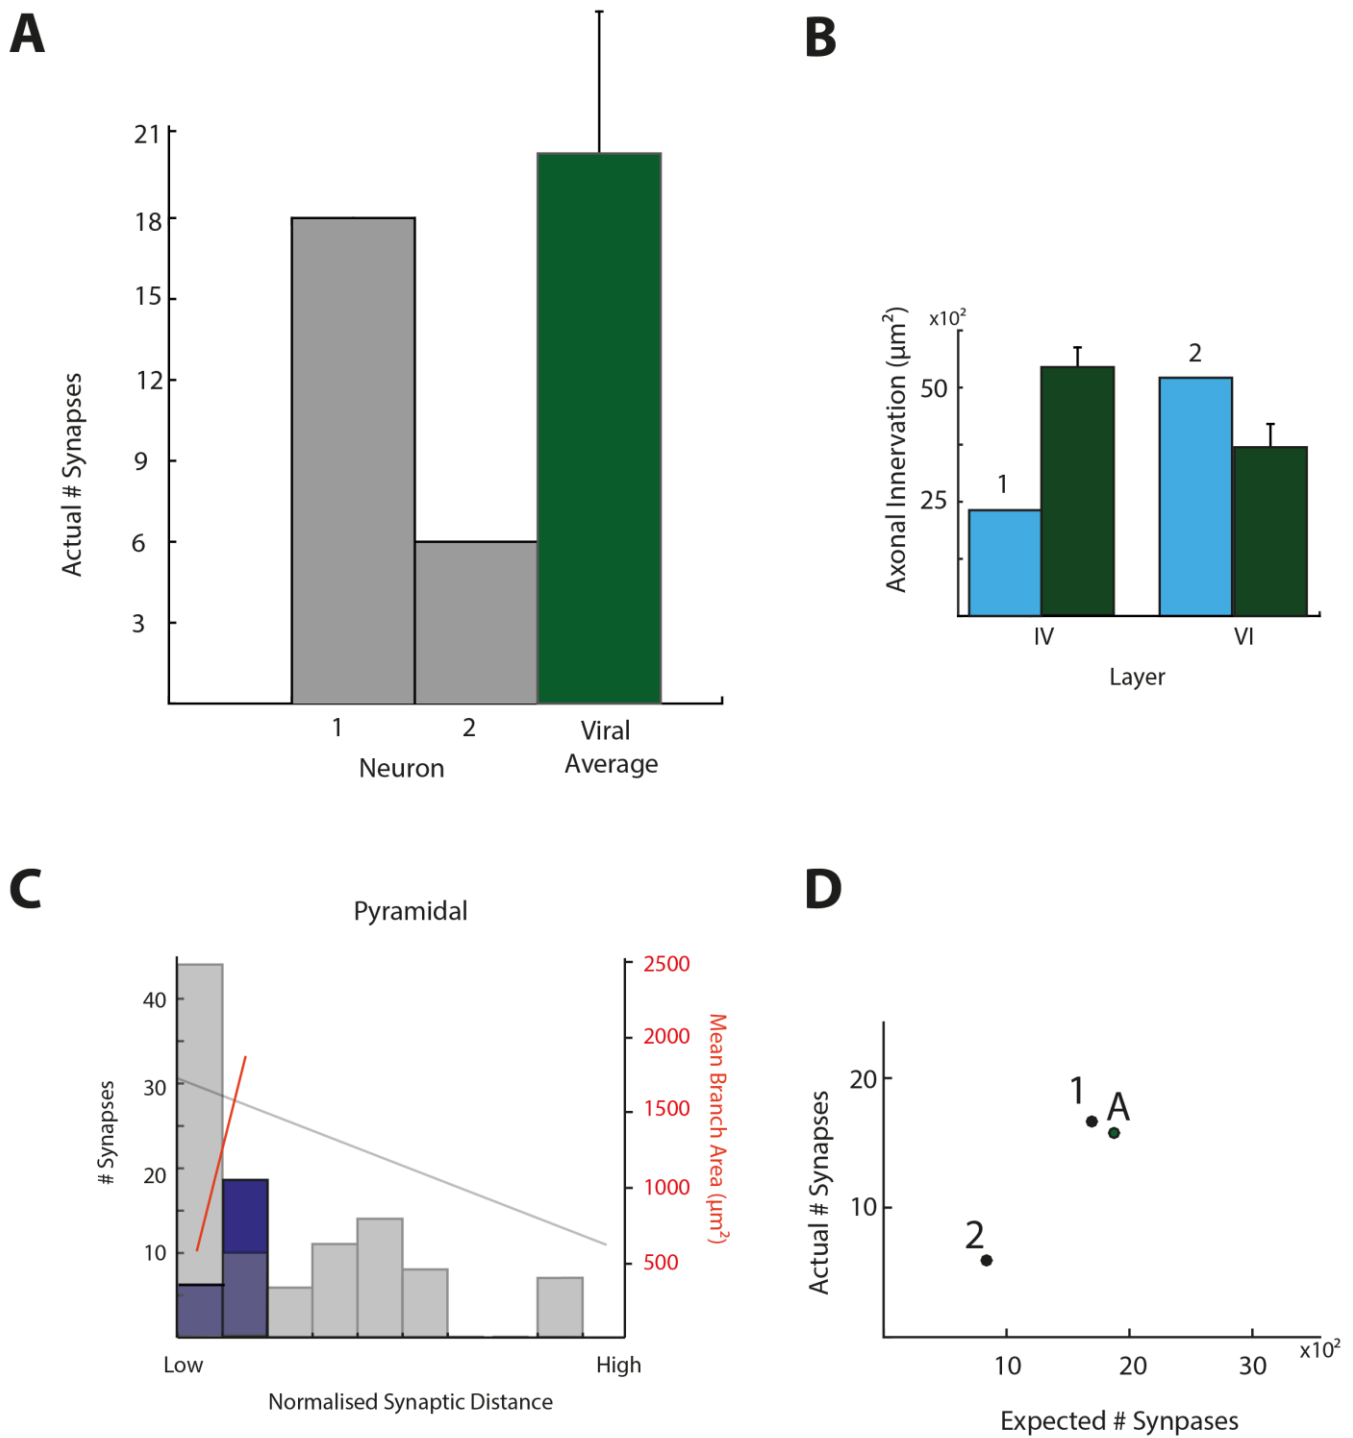 A
21
18
15
12
9
6
3
Actual # Synapses
1
2
Viral
Average
Neuron
B
x10²
50
25
Axonal Innervation (µm²)
1
2
IV
VI
Layer
C
Pyramidal
40
30
20
10
# Synapses
2500
2000
1500
1000
500
Mean Branch Area (µm²)
Low
High
Normalised Synaptic Distance
D
20
10
Actual # Synapses
1
A
2
10
20
30
x10²
Expected # Synpases